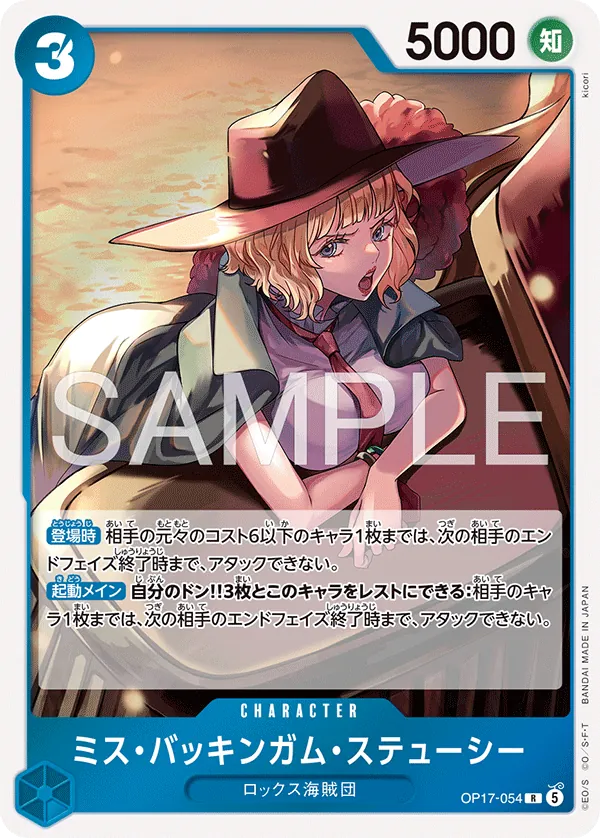 3
5000
知
kicori
SAMPLE
登場時 相手の元々のコスト6以下のキャラ1枚までは、次の相手のエン
ドフェイズ終了時まで、アタックできない。
起動メイン 自分のドン!!3枚とこのキャラをレストにできる:相手のキャ
ラ1枚までは、次の相手のエンドフェイズ終了時まで、アタックできない。
©E.O/S ©O/S・F・T BANDAI MADE IN JAPAN
CHARACTER
ミス・バッキンガム・ステューシー
ロックス海賊団
OP17-054 R 5